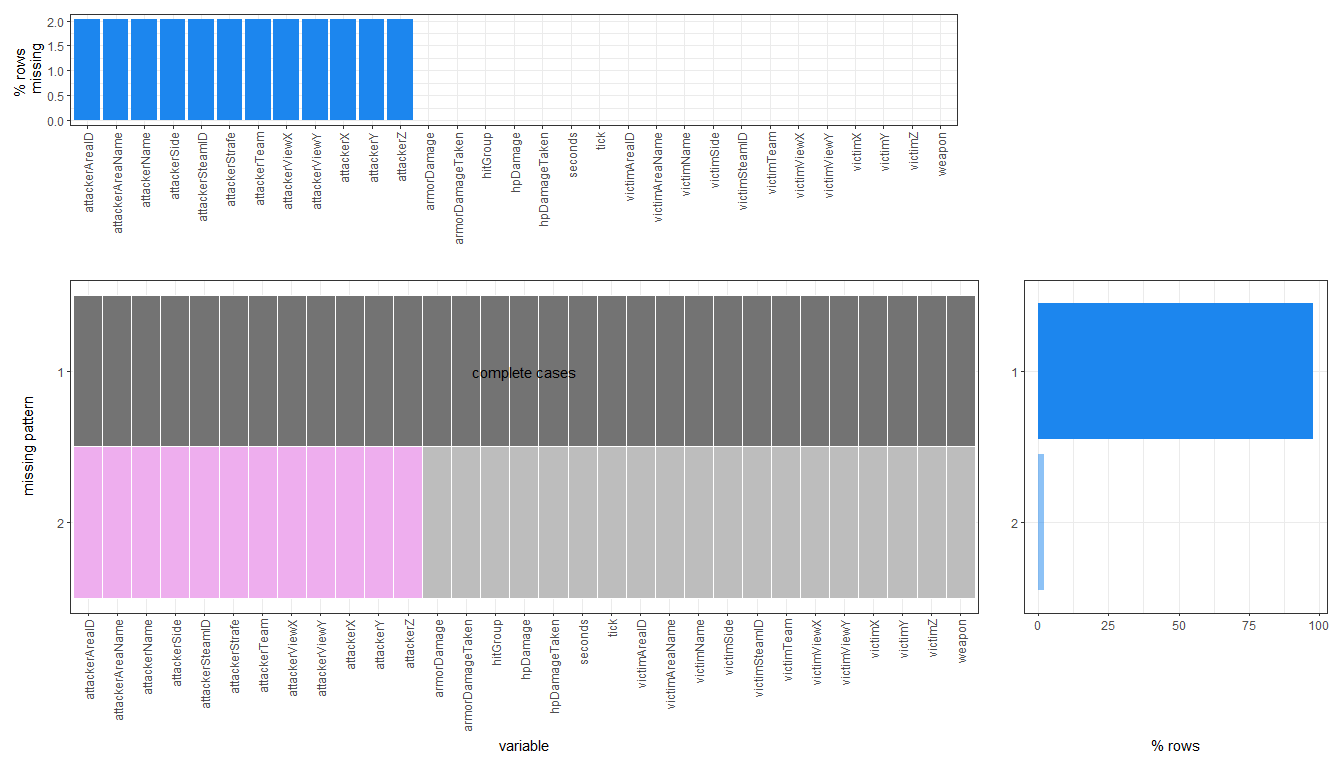 % rows
missing
2.0
1.5
1.0
0.5
0.0
attackerAreaID
attackerAreaName
attackerName
attackerSide
attackerSteamID
attackerStrafe
attackerTeam
attackerViewX
attackerViewY
attackerX
attackerY
attackerZ
armorDamage
armorDamageTaken
hitGroup
hpDamage
hpDamageTaken
seconds
tick
victimAreaID
victimAreaName
victimName
victimSide
victimSteamID
victimTeam
victimViewX
victimViewY
victimX
victimY
victimZ
weapon
missing pattern
1
2
complete cases
attackerAreaID
attackerAreaName
attackerName
attackerSide
attackerSteamID
attackerStrafe
attackerTeam
attackerViewX
attackerViewY
attackerX
attackerY
attackerZ
armorDamage
armorDamageTaken
hitGroup
hpDamage
hpDamageTaken
seconds
tick
victimAreaID
victimAreaName
victimName
victimSide
victimSteamID
victimTeam
victimViewX
victimViewY
victimX
victimY
victimZ
weapon
variable
1
2
0
25
50
75
100
% rows